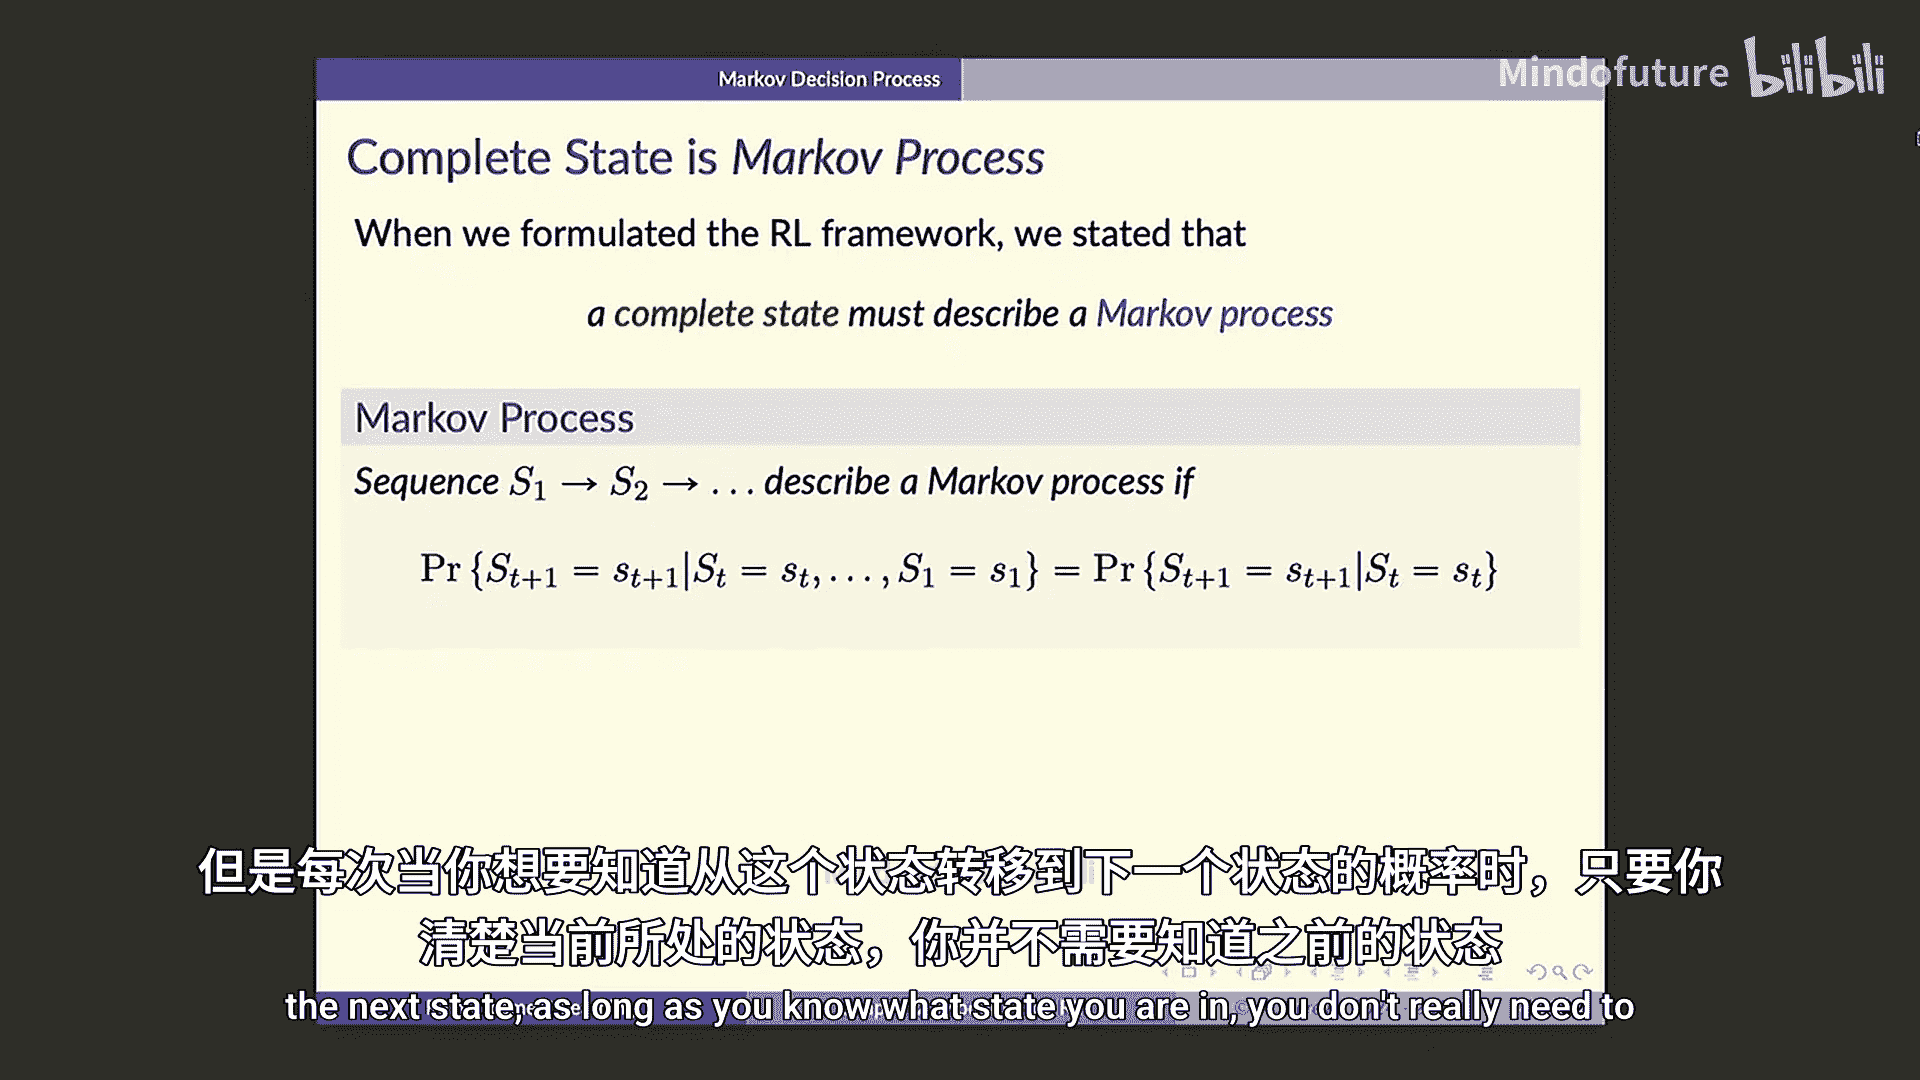 Markov Decision Process
Mindofuture bilibili
Complete State is Markov Process
When we formulated the RL framework, we stated that
a complete state must describe a Markov process
Markov Process
Sequence S₁ → S₂ → ... describe a Markov process if
Pr {Sₜ₊₁ = sₜ₊₁|Sₜ = sₜ, ..., S₁ = s₁} = Pr {Sₜ₊₁ = sₜ₊₁|Sₜ = sₜ}
但是每次当你想要知道从这个状态转移到下一个状态的概率时，只要你
清楚当前所处的状态，你并不需要知道之前的状态
the next state, as long as you know what state you are in, you don't really need to